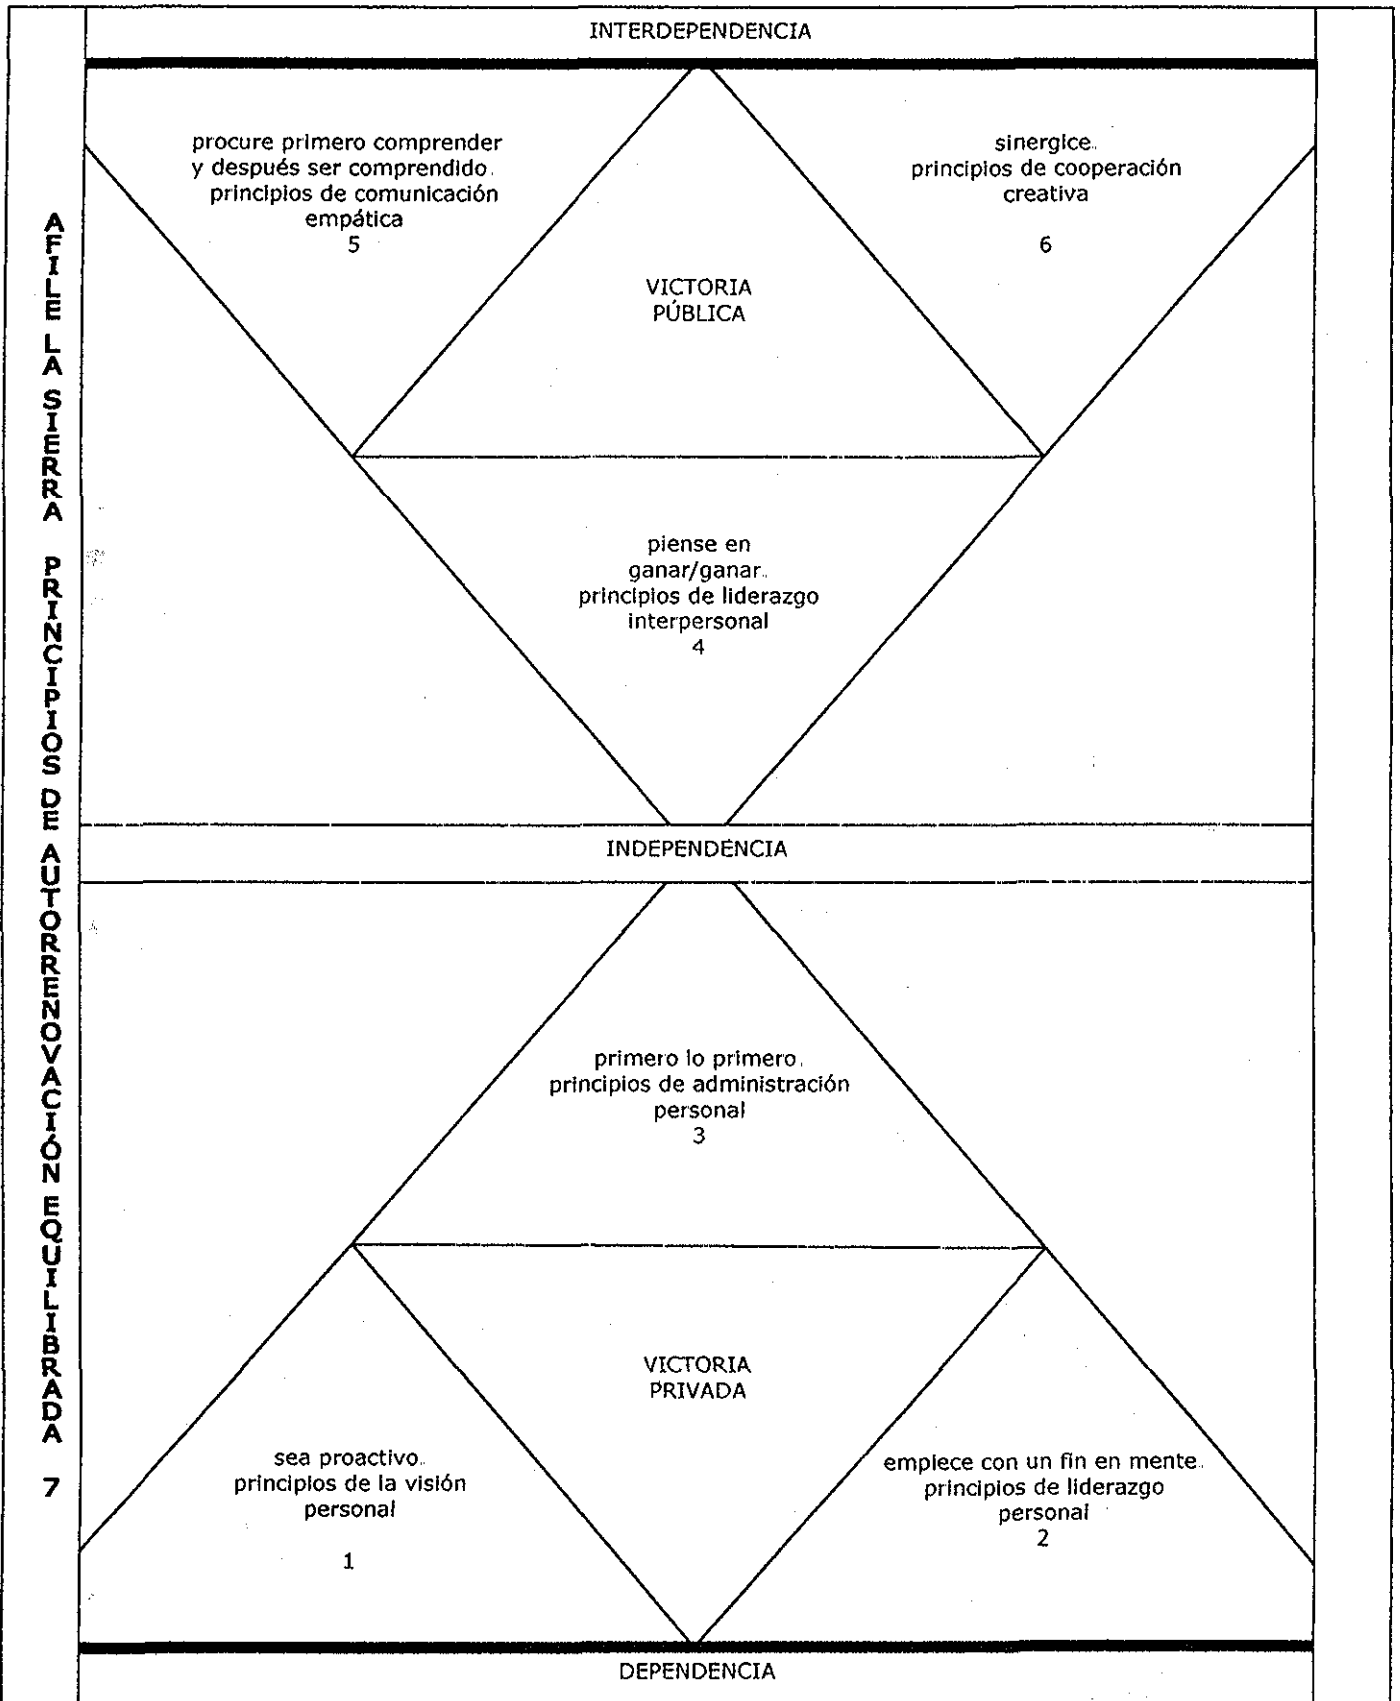 INTERDEPENDENCIA
procure primero comprender
y después ser comprendido.
principios de comunicación
empática
5
sinergice.
principios de cooperación
creativa
6
VICTORIA
PÚBLICA
piense en
ganar/ganar.
principios de liderazgo
interpersonal
4
INDEPENDENCIA
primero lo primero.
principios de administración
personal
3
VICTORIA
PRIVADA
sea proactivo.
principios de la visión
personal
1
empiece con un fin en mente.
principios de liderazgo
personal
2
DEPENDENCIA
AFILE LA SIERRA PRINCIPIOS DE AUTORRENOVACIÓN EQUILIBRADA 7